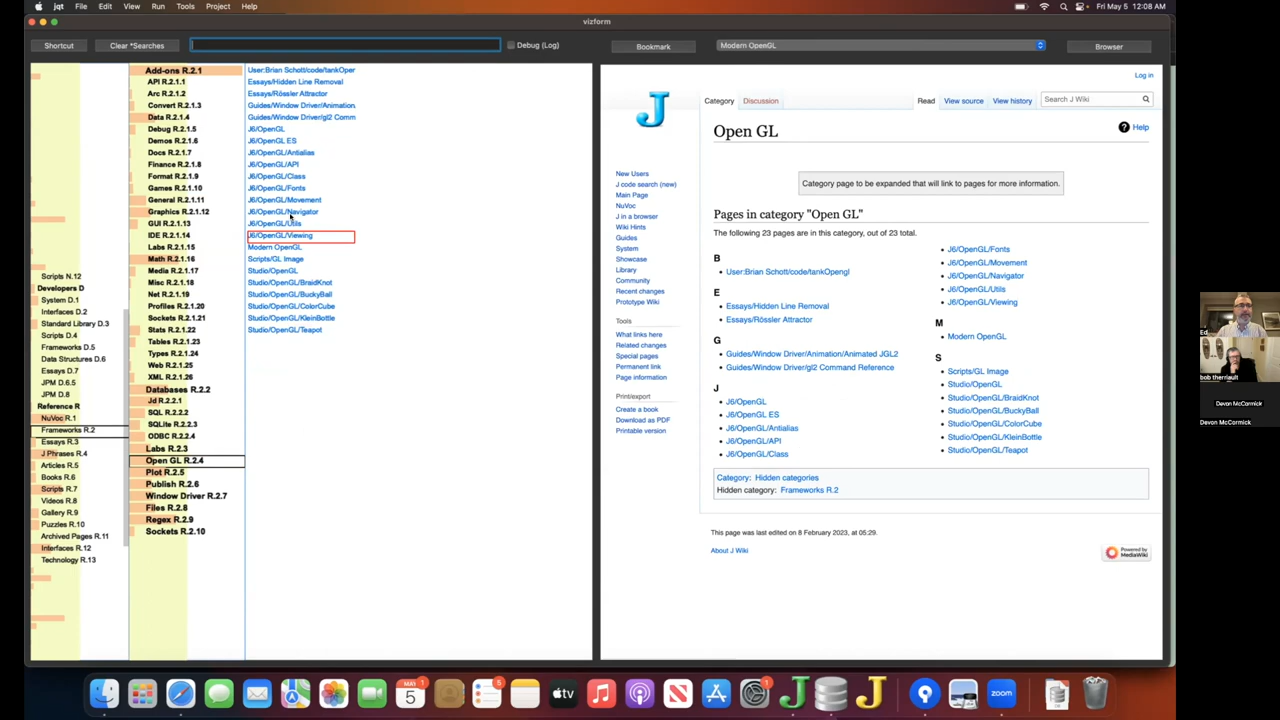 jqt File Edit View Run Tools Project Help
Fri May 5 12:08 AM
vizform
Shortcut Clear *Searches Debug (Log) Bookmark Modern OpenGL Browser
Scripts N.12
Developers D
System D.1
Interfaces D.2
Standard Library D.3
Scripts D.4
Frameworks D.5
Data Structures D.6
Essays D.7
JPM D.6.5
JPM D.8
Reference R
NuVoc R.1
Frameworks R.2
Essays R.3
J Phrases R.4
Articles R.5
Books R.6
Scripts R.7
Videos R.8
Gallery R.9
Puzzles R.10
Archived Pages R.11
Interfaces R.12
Technology R.13
Add-ons R.2.1
API R.2.1.1
Arc R.2.1.2
Convert R.2.1.3
Data R.2.1.4
Debug R.2.1.5
Demos R.2.1.6
Docs R.2.1.7
Finance R.2.1.8
Format R.2.1.9
Games R.2.1.10
General R.2.1.11
Graphics R.2.1.12
GUI R.2.1.13
IDE R.2.1.14
Labs R.2.1.15
Math R.2.1.16
Media R.2.1.17
Misc R.2.1.18
Net R.2.1.19
Profiles R.2.1.20
Sockets R.2.1.21
Stats R.2.1.22
Tables R.2.1.23
Types R.2.1.24
Web R.2.1.25
XML R.2.1.26
Databases R.2.2
Jd R.2.2.1
SQL R.2.2.2
SQLite R.2.2.3
ODBC R.2.2.4
Labs R.2.3
Open GL R.2.4
Plot R.2.5
Publish R.2.6
Window Driver R.2.7
Files R.2.8
Regex R.2.9
Sockets R.2.10
User:Brian Schott/code/tankOper
Essays/Hidden Line Removal
Essays/Rössler Attractor
Guides/Window Driver/Animation,
Guides/Window Driver/gl2 Comm
J6/OpenGL
J6/OpenGL ES
J6/OpenGL/Antialias
J6/OpenGL/API
J6/OpenGL/Class
J6/OpenGL/Fonts
J6/OpenGL/Movement
J6/OpenGL/Navigator
J6/OpenGL/Utils
J6/OpenGL/Viewing
Modern OpenGL
Scripts/GL Image
Studio/OpenGL
Studio/OpenGL/BraidKnot
Studio/OpenGL/BuckyBall
Studio/OpenGL/ColorCube
Studio/OpenGL/KleinBottle
Studio/OpenGL/Teapot
Log in
Category Discussion Read View source View history Search J Wiki
Open GL
Help
Category page to be expanded that will link to pages for more information.
New Users
J code search (new)
Main Page
NuVoc
J in a browser
Wiki Hints
Guides
System
Showcase
Library
Community
Recent changes
Prototype Wiki
Tools
What links here
Related changes
Special pages
Permanent link
Page information
Print/export
Create a book
Download as PDF
Printable version
Pages in category "Open GL"
The following 23 pages are in this category, out of 23 total.
B
User:Brian Schott/code/tankOpengl
E
Essays/Hidden Line Removal
Essays/Rössler Attractor
G
Guides/Window Driver/Animation/Animated JGL2
Guides/Window Driver/gl2 Command Reference
J
J6/OpenGL
J6/OpenGL ES
J6/OpenGL/Antialias
J6/OpenGL/API
J6/OpenGL/Class
J6/OpenGL/Fonts
J6/OpenGL/Movement
J6/OpenGL/Navigator
J6/OpenGL/Utils
J6/OpenGL/Viewing
M
Modern OpenGL
S
Scripts/GL Image
Studio/OpenGL
Studio/OpenGL/BraidKnot
Studio/OpenGL/BuckyBall
Studio/OpenGL/ColorCube
Studio/OpenGL/KleinBottle
Studio/OpenGL/Teapot
Category: Hidden categories
Hidden category: Frameworks R.2
This page was last edited on 8 February 2023, at 05:29.
About J Wiki
Powered by
MediaWiki
Ed
bob therriault
Devon McCormick
Devon McCormick
MAY
5
1
5
tv
1
zoom